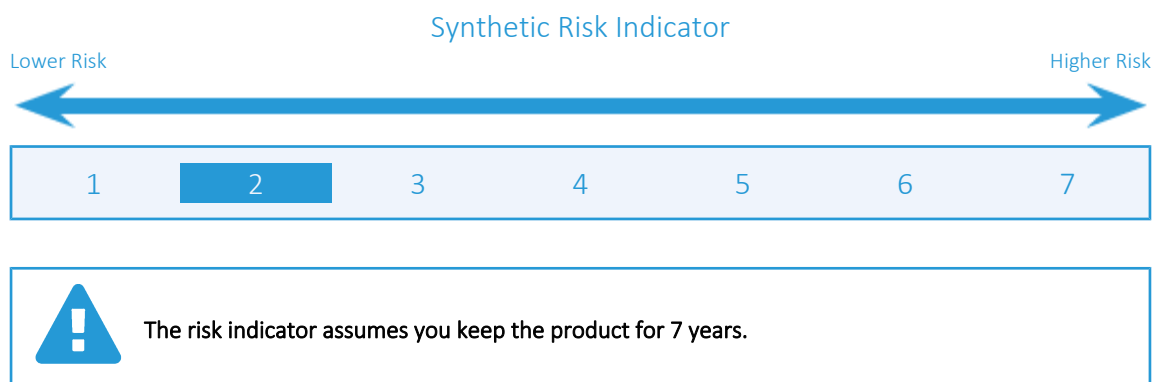 Synthetic Risk Indicator
Lower Risk Higher Risk
1 2 3 4 5 6 7
The risk indicator assumes you keep the product for 7 years.